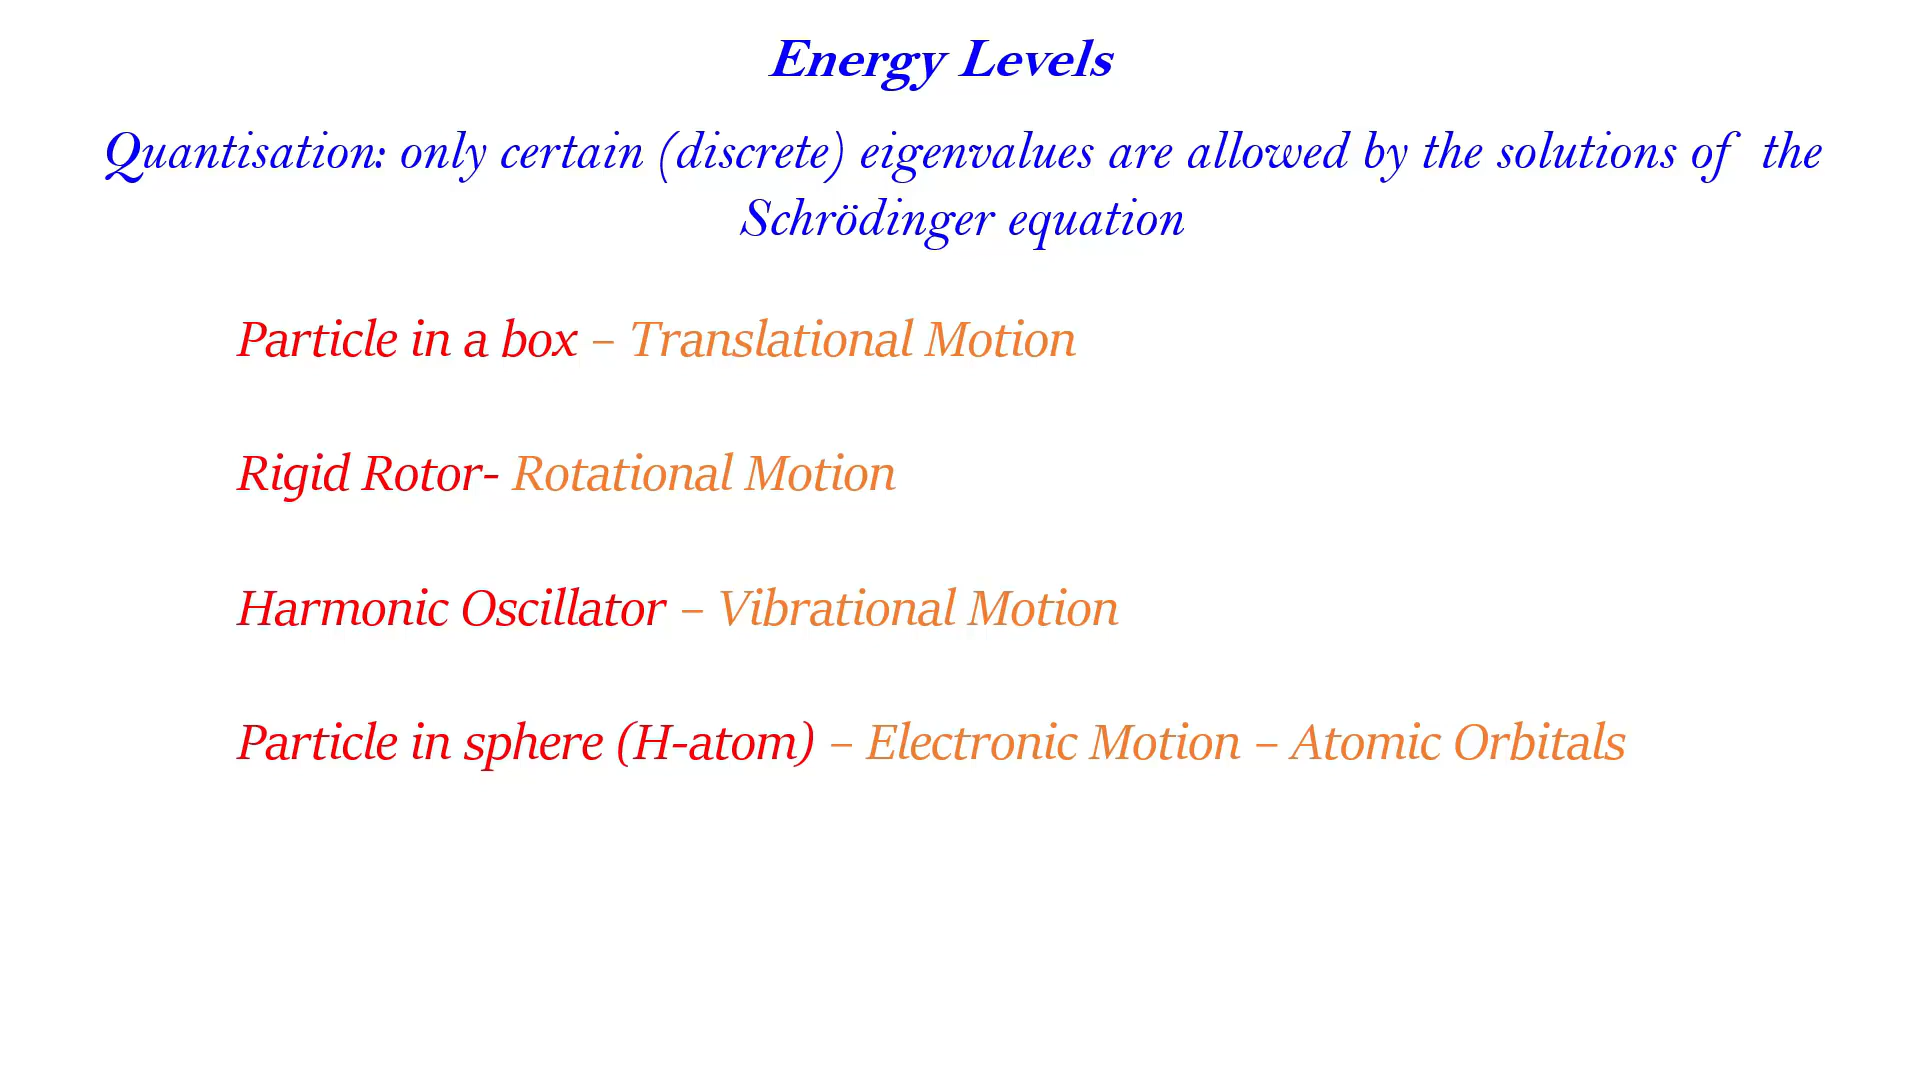 Energy Levels
Quantisation: only certain (discrete) eigenvalues are allowed by the solutions of the
Schrödinger equation
Particle in a box – Translational Motion
Rigid Rotor- Rotational Motion
Harmonic Oscillator – Vibrational Motion
Particle in sphere (H-atom) – Electronic Motion – Atomic Orbitals